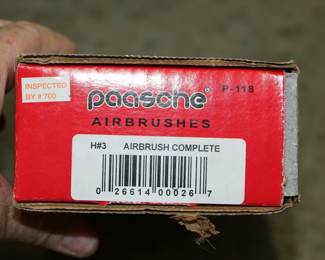 INSPECTED
BY # 700
paasche
P-118
AIRBRUSHES
H#3 AIRBRUSH COMPLETE
0 26614 00026 7